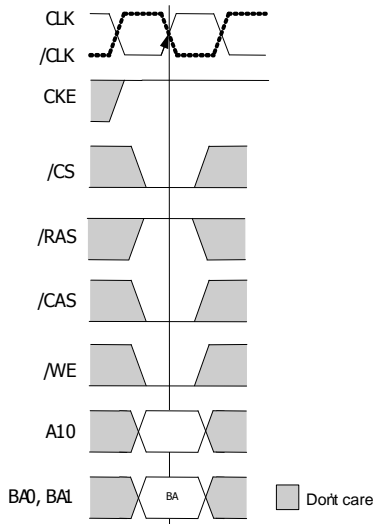 CLK
/CLK
CKE
/CS
/RAS
/CAS
/WE
A10
BA0, BA1
BA
Don't care